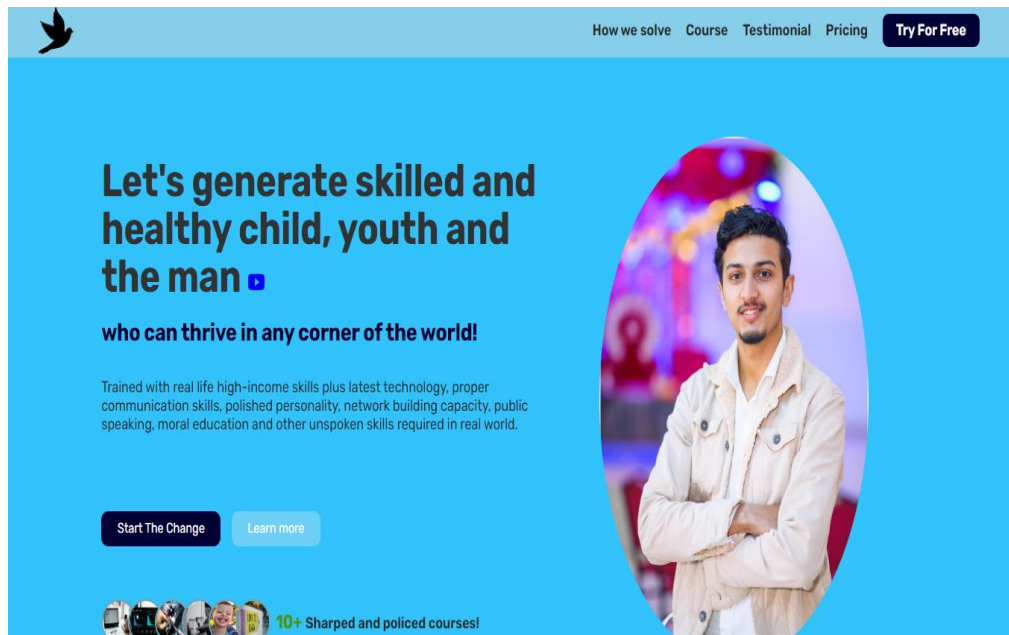 How we solve Course Testimonial Pricing Try For Free
Let's generate skilled and
healthy child, youth and
the man
who can thrive in any corner of the world!
Trained with real life high-income skills plus latest technology, proper
communication skills, polished personality, network building capacity, public
speaking, moral education and other unspoken skills required in real world.
Start The Change Learn more
10+ Sharped and policed courses!